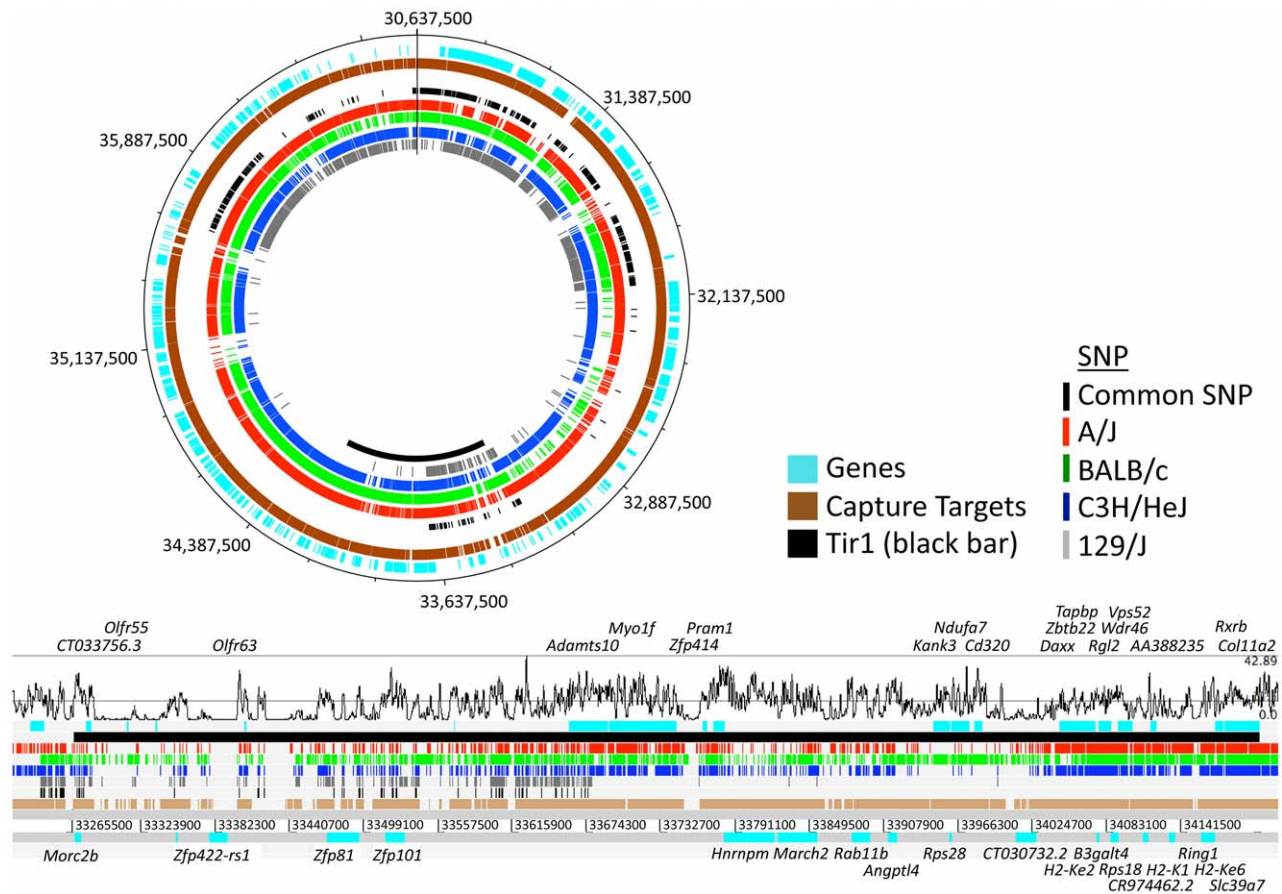 30,637,500
31,387,500
35,887,500
32,137,500
35,137,500
32,887,500
34,387,500
33,637,500
Genes
Capture Targets
Tir1 (black bar)
SNP
Common SNP
A/J
BALB/c
C3H/HeJ
129/J
Tapbp Vps52
Olfr55 Myo1f Pram1 Ndufa7 Zbtb22 Wdr46 Rxrb
CT033756.3 Olfr63 Adamts10 Zfp414 Kank3 Cd320 Daxx Rgl2 AA388235 Col11a2
42.89
0.0
33265500 33323900 33382300 33440700 33499100 33557500 33615900 33674300 33732700 33791100 33849500 33907900 33966300 34024700 34083100 34141500
Morc2b Zfp422-rs1 Zfp81 Zfp101 Hnrnpm March2 Rab11b Rps28 CT030732.2 B3galt4 Ring1
Angptl4 H2-Ke2 Rps18 H2-K1 H2-Ke6
CR974462.2 Slc39a7